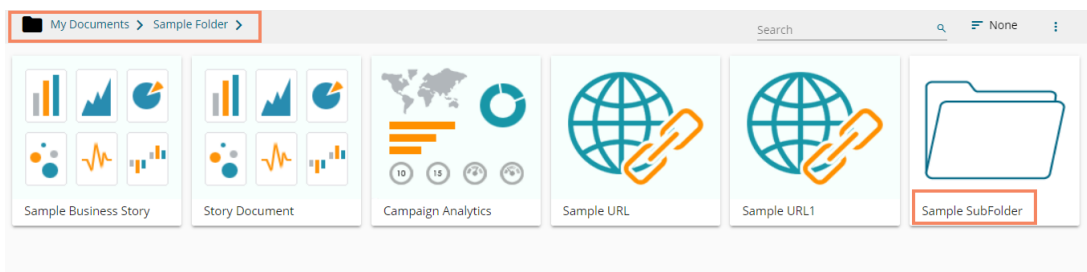 My Documents > Sample Folder >
Search
None
10 15
Sample Business Story
Story Document
Campaign Analytics
Sample URL
Sample URL1
Sample SubFolder